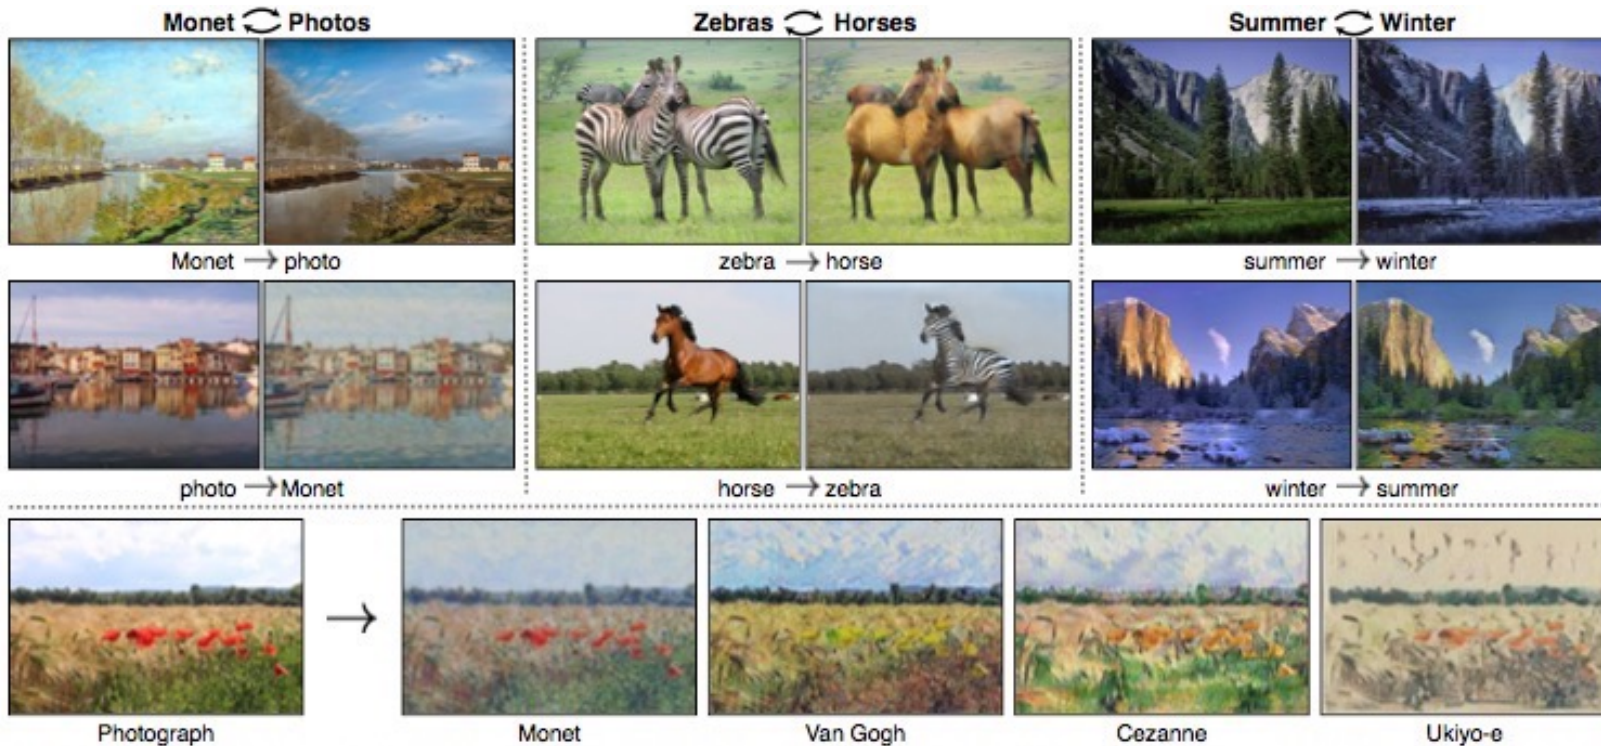 Monet ⇄ Photos
Zebras ⇄ Horses
Summer ⇄ Winter
Monet → photo
zebra → horse
summer → winter
photo → Monet
horse → zebra
winter → summer
Photograph
Monet
Van Gogh
Cezanne
Ukiyo-e